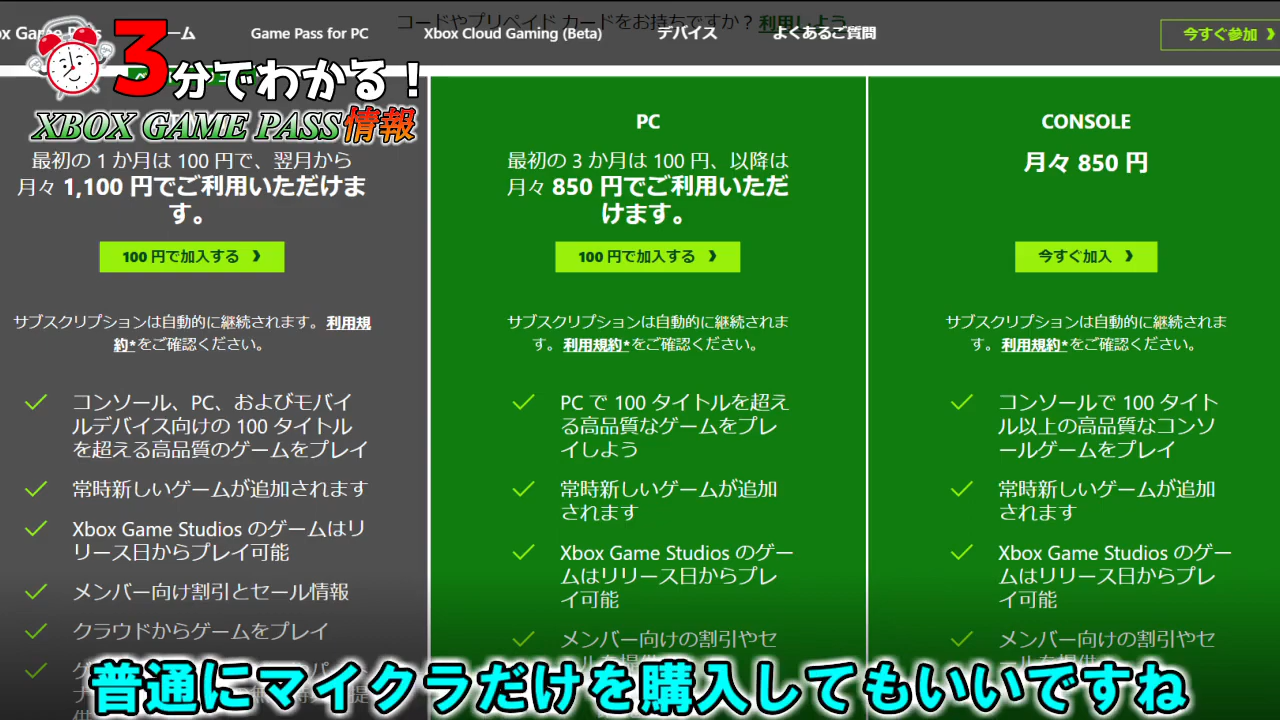 コードやプリペイド カードをお持ちですか？ 利用しよう
ーム
Game Pass for PC
Xbox Cloud Gaming (Beta)
デバイス
よくあるご質問
今すぐ参加 ❯
3分でわかる！
XBOX GAME PASS情報
最初の 1 か月は 100 円で、翌月から
月々 1,100 円でご利用いただけま
す。
100 円で加入する ❯
サブスクリプションは自動的に継続されます。利用規
約*をご確認ください。
コンソール、PC、およびモバイ
ルデバイス向けの 100 タイトル
を超える高品質のゲームをプレイ
常時新しいゲームが追加されます
Xbox Game Studios のゲームはリ
リース日からプレイ可能
メンバー向け割引とセール情報
クラウドからゲームをプレイ
PC
最初の 3 か月は 100 円、以降は
月々 850 円でご利用いただ
けます。
100 円で加入する ❯
サブスクリプションは自動的に継続されま
す。利用規約*をご確認ください。
PC で 100 タイトルを超え
る高品質なゲームをプレ
イしよう
常時新しいゲームが追加
されます
Xbox Game Studios のゲー
ムはリリース日からプレ
イ可能
メンバー向けの割引やセ
CONSOLE
月々 850 円
今すぐ加入 ❯
サブスクリプションは自動的に継続されま
す。利用規約*をご確認ください。
コンソールで 100 タイト
ル以上の高品質なコンソ
ールゲームをプレイ
常時新しいゲームが追加
されます
Xbox Game Studios のゲー
ムはリリース日からプレ
イ可能
メンバー向けの割引やセ
普通にマイクラだけを購入してもいいですね